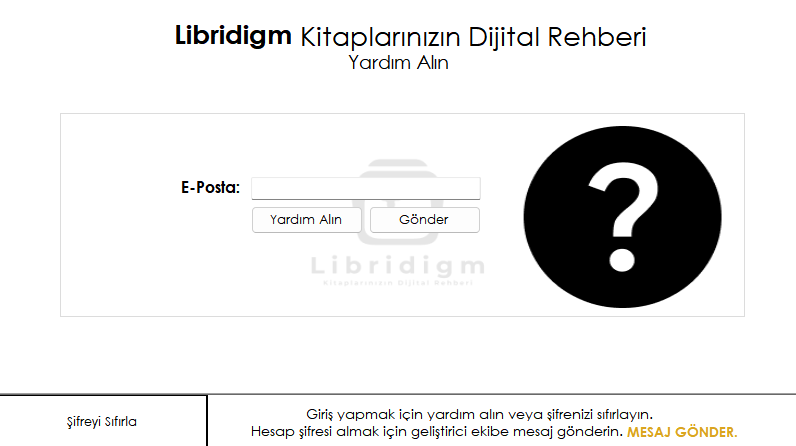 Libridigm Kitaplarınızın Dijital Rehberi
Yardım Alın
E-Posta:
Yardım Alın Gönder
?
Libridigm
Kitaplarınızın Dijital Rehberi
Şifreyi Sıfırla
Giriş yapmak için yardım alın veya şifrenizi sıfırlayın.
Hesap şifresi almak için geliştirici ekibe mesaj gönderin. MESAJ GÖNDER.